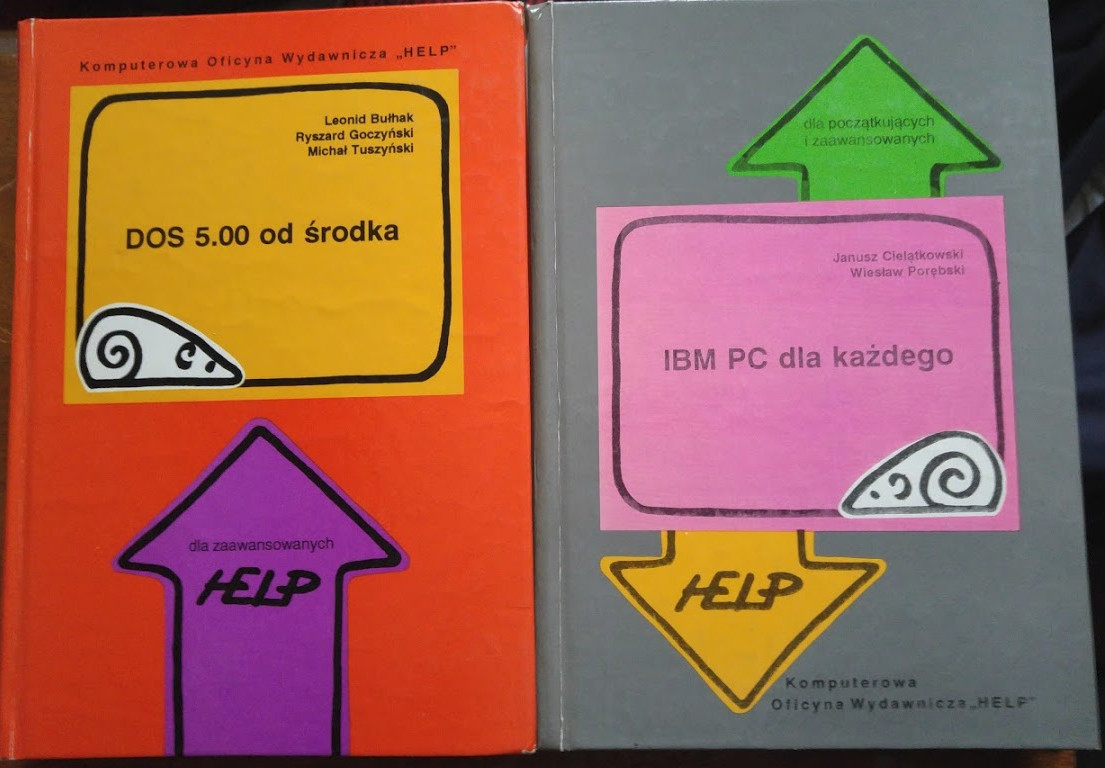 Komputerowa Oficyna Wydawnicza „HELP”
Leonid Bułhak
Ryszard Goczyński
Michał Tuszyński
DOS 5.00 od środka
dla zaawansowanych
HELP
dla początkujących
i zaawansowanych
Janusz Cielątkowski
Wiesław Porębski
IBM PC dla każdego
HELP
Komputerowa
Oficyna Wydawnicza „HELP”